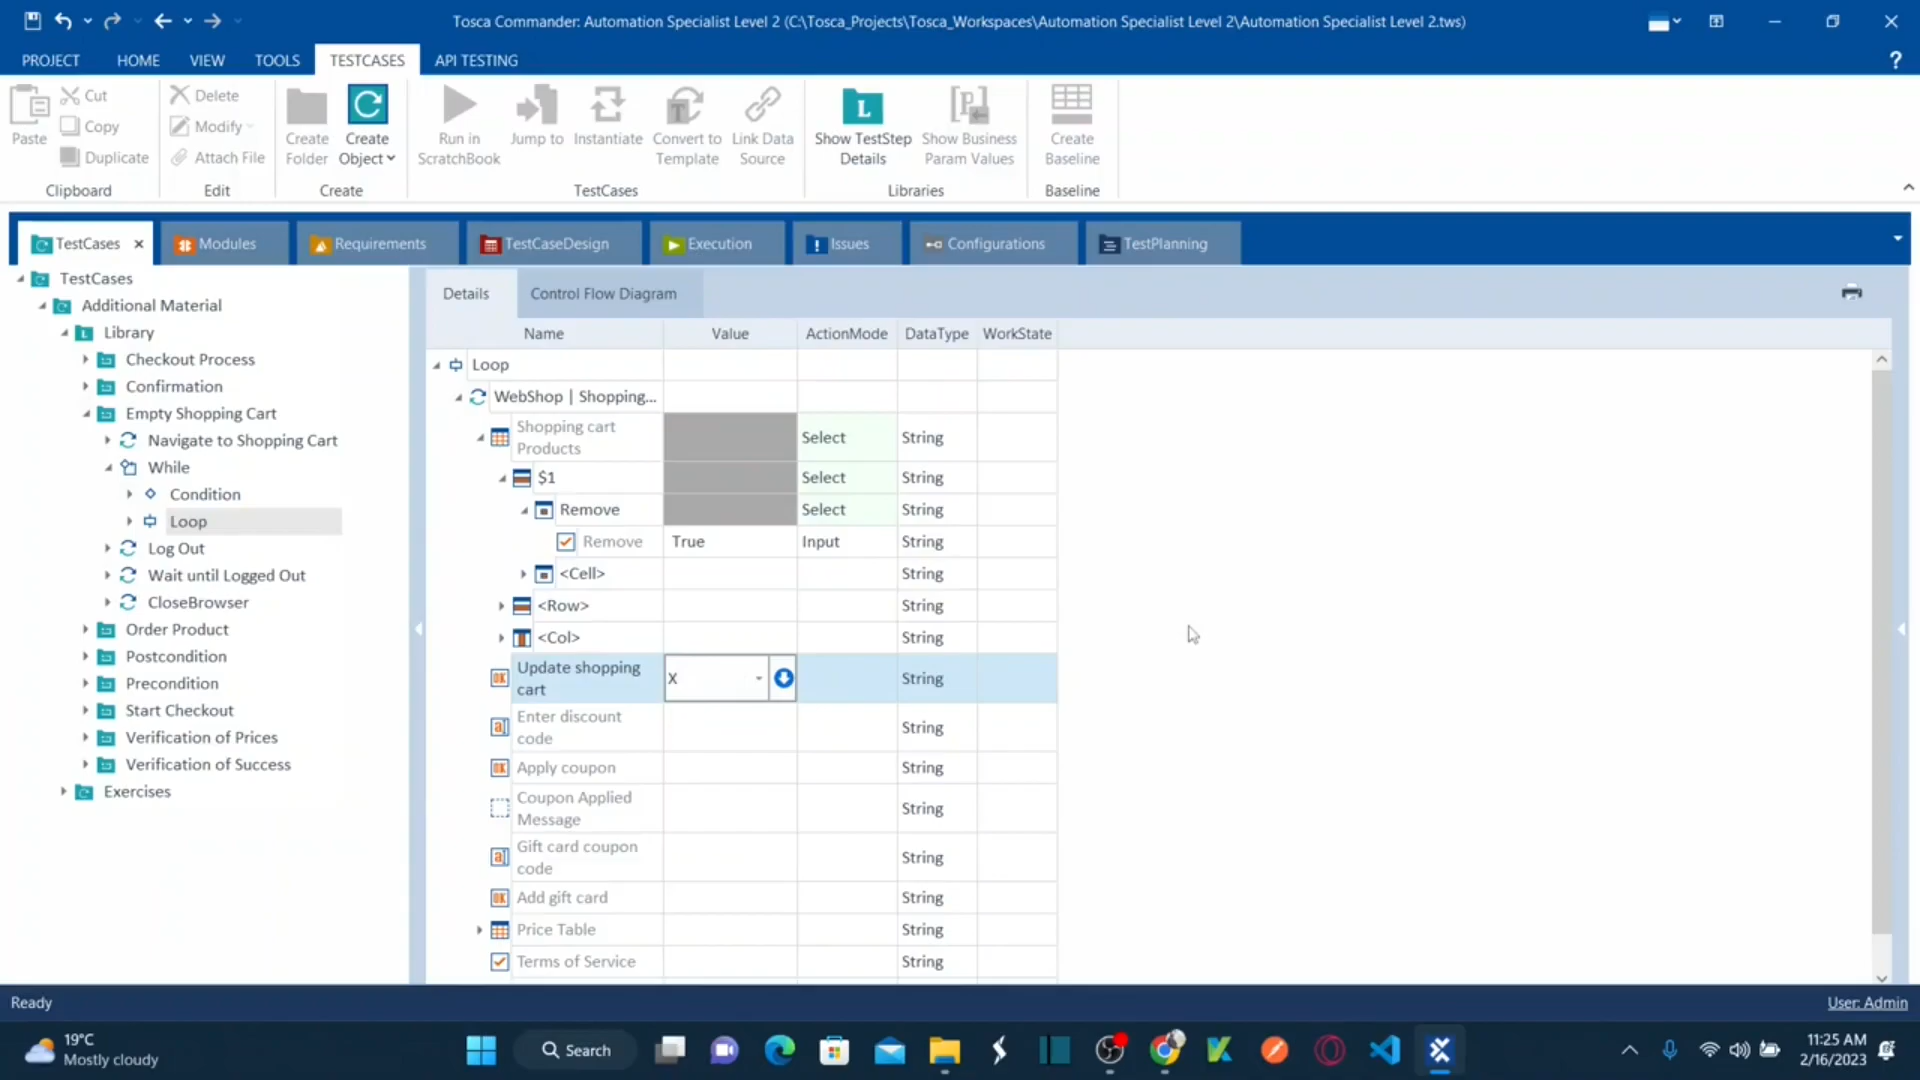 Tosca Commander: Automation Specialist Level 2 (C:\Tosca_Projects\Tosca_Workspaces\Automation Specialist Level 2\Automation Specialist Level 2.tws)
PROJECT HOME VIEW TOOLS TESTCASES API TESTING
?
Paste
Cut
Copy
Duplicate
Clipboard
Delete
Modify
Attach File
Edit
Create Folder
Create Object
Create
Run in ScratchBook
Jump to
Instantiate
Convert to Template
Link Data Source
TestCases
Show TestStep Details
Show Business Param Values
Libraries
Create Baseline
Baseline
TestCases Modules Requirements TestCaseDesign Execution Issues Configurations TestPlanning
TestCases
Additional Material
Library
Checkout Process
Confirmation
Empty Shopping Cart
Navigate to Shopping Cart
While
Condition
Loop
Log Out
Wait until Logged Out
CloseBrowser
Order Product
Postcondition
Precondition
Start Checkout
Verification of Prices
Verification of Success
Exercises
Details Control Flow Diagram
Name Value ActionMode DataType WorkState
Loop
WebShop | Shopping...
Shopping cart Products Select String
$1 Select String
Remove Select String
Remove True Input String
<Cell> String
<Row> String
<Col> String
Update shopping cart X String
Enter discount code String
Apply coupon String
Coupon Applied Message String
Gift card coupon code String
Add gift card String
Price Table String
Terms of Service String
Ready User: Admin
19°C
Mostly cloudy
Search
11:25 AM
2/16/2023